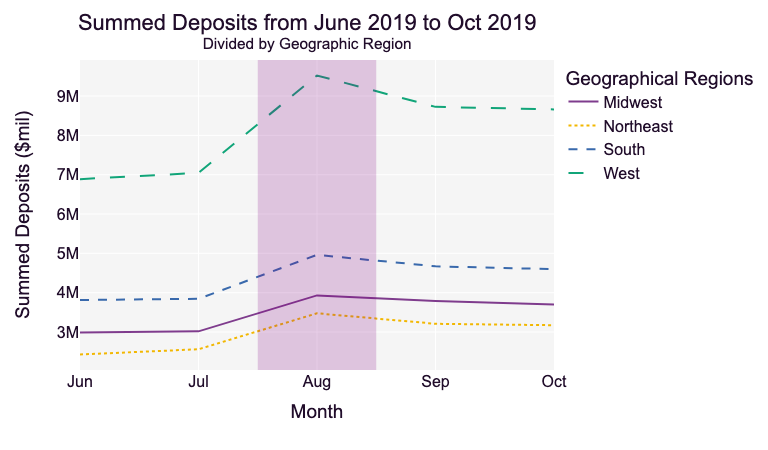 Summed Deposits from June 2019 to Oct 2019
Divided by Geographic Region
Summed Deposits ($mil)
9M
8M
7M
6M
5M
4M
3M
Jun
Jul
Aug
Sep
Oct
Month
Geographical Regions
Midwest
Northeast
South
West